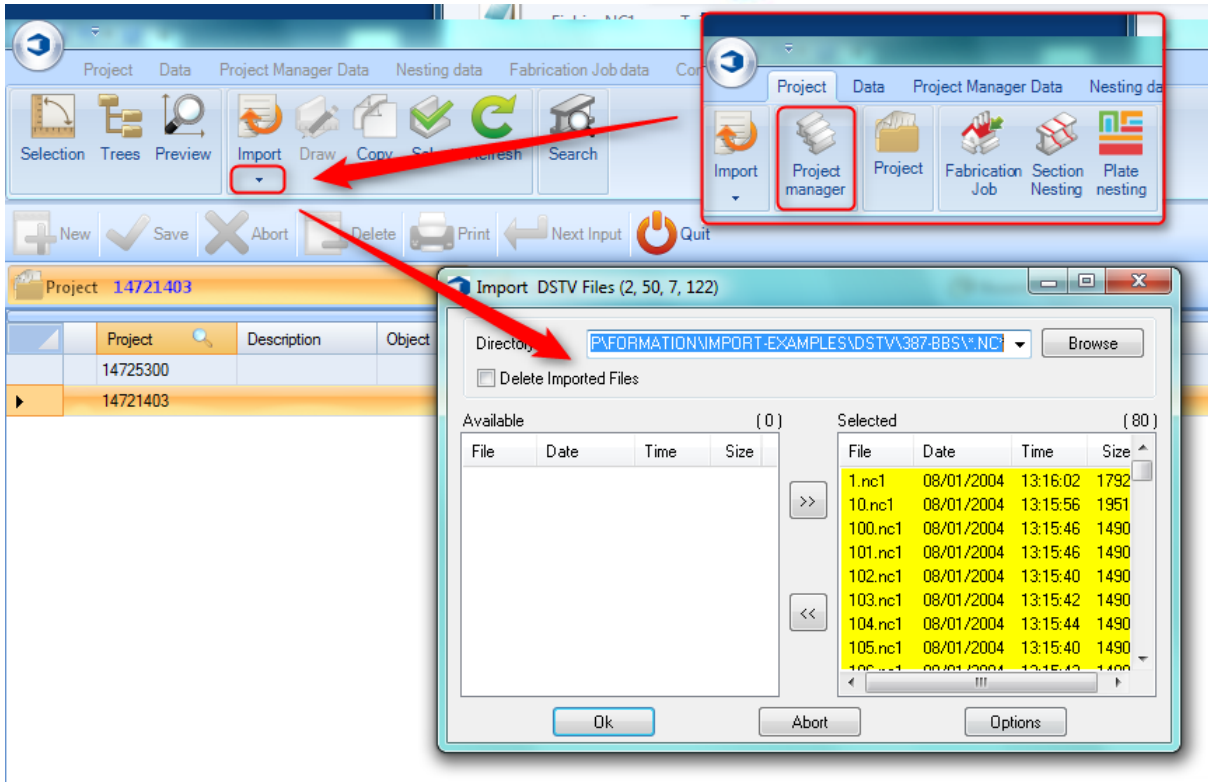 Project Data Project Manager Data Nesting data Fabrication Job data
Selection Trees Preview Import Draw Copy Refresh Search
Project Data Project Manager Data Nesting da
Import Project manager Project Fabrication Job Section Nesting Plate nesting
New Save Abort Delete Print Next Input Quit
Project 14721403
Project Description Object
14725300
14721403
Import DSTV Files (2, 50, 7, 122)
Directory P\FORMATION\IMPORT-EXAMPLES\DSTV\387-BBS\*.NC* Browse
Delete Imported Files
Available ( 0 )
File Date Time Size
Selected ( 80 )
File Date Time Size
1.nc1 08/01/2004 13:16:02 1792
10.nc1 08/01/2004 13:15:56 1951
100.nc1 08/01/2004 13:15:46 1490
101.nc1 08/01/2004 13:15:46 1490
102.nc1 08/01/2004 13:15:40 1490
103.nc1 08/01/2004 13:15:42 1490
104.nc1 08/01/2004 13:15:44 1490
105.nc1 08/01/2004 13:15:40 1490
>>
<<
Ok Abort Options